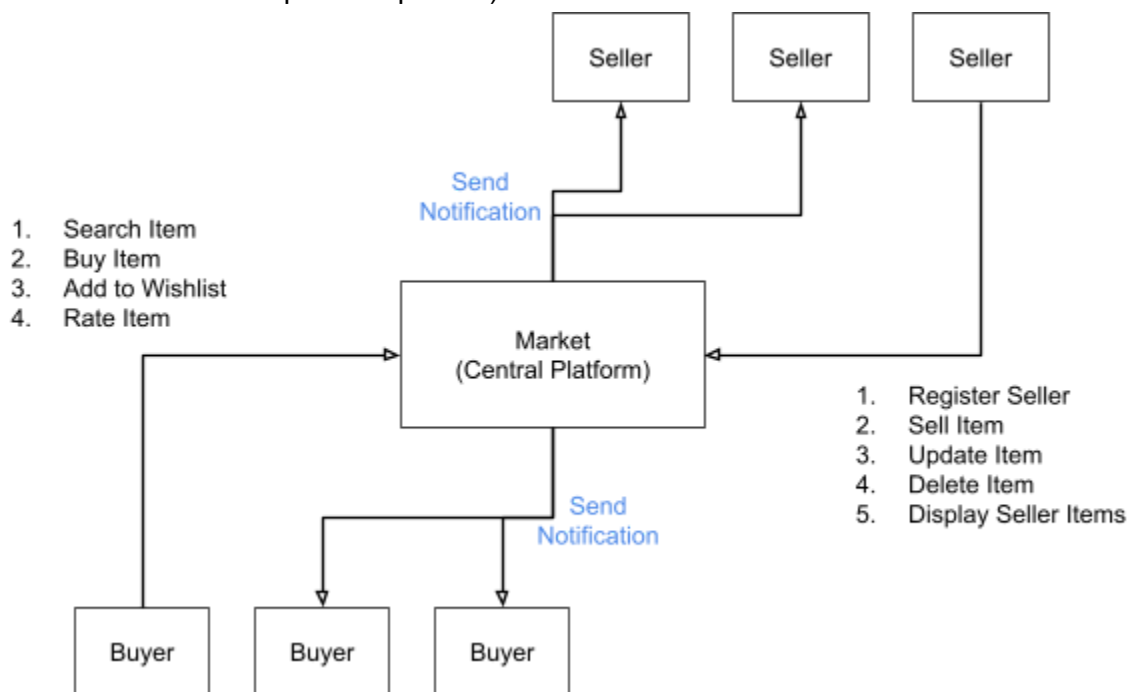 Seller
Seller
Seller
Send
Notification
1. Search Item
2. Buy Item
3. Add to Wishlist
4. Rate Item
Market
(Central Platform)
1. Register Seller
2. Sell Item
3. Update Item
4. Delete Item
5. Display Seller Items
Send
Notification
Buyer
Buyer
Buyer